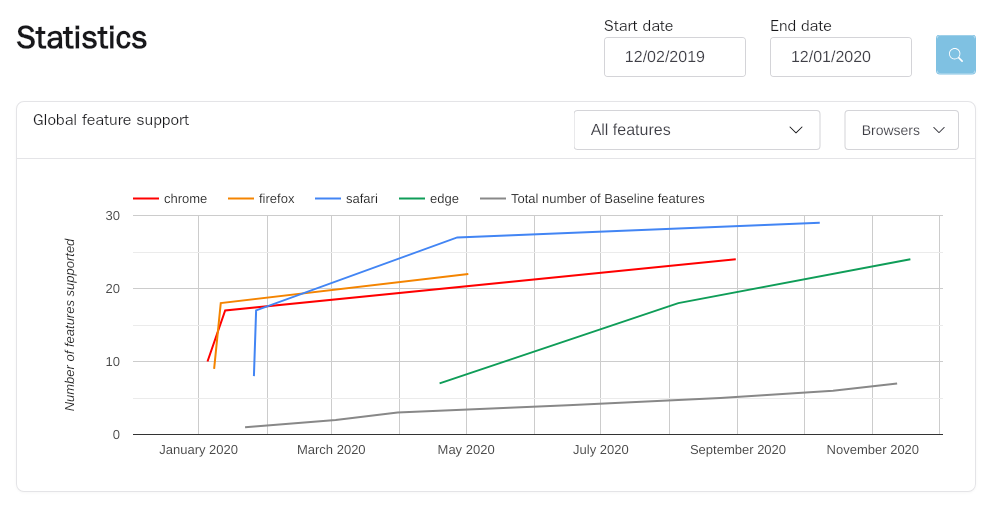 Statistics
Start date
End date
12/02/2019
12/01/2020
Global feature support
All features
Browsers
chrome
firefox
safari
edge
Total number of Baseline features
Number of features supported
30
20
10
0
January 2020
March 2020
May 2020
July 2020
September 2020
November 2020